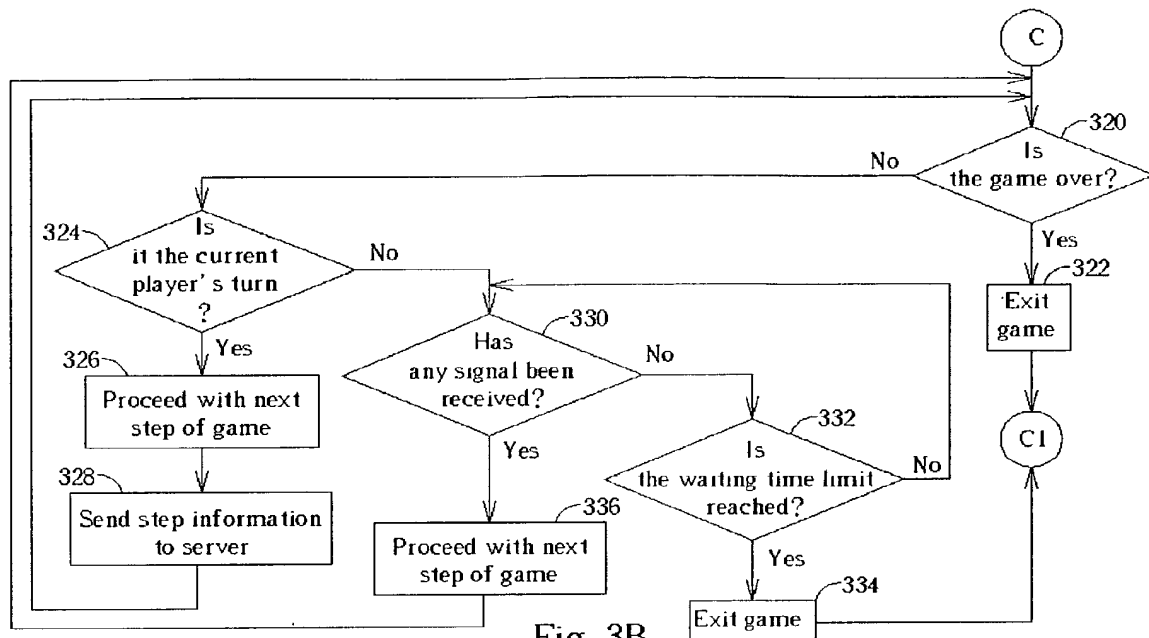 C
320
Is
the game over?
No
Yes
322
Exit
game
C1
324
Is
it the current
player's turn
?
No
Yes
326
Proceed with next
step of game
328
Send step information
to server
330
Has
any signal been
received?
No
Yes
332
Is
the waiting time limit
reached?
No
Yes
336
Proceed with next
step of game
334
Exit game
Fig. 3B